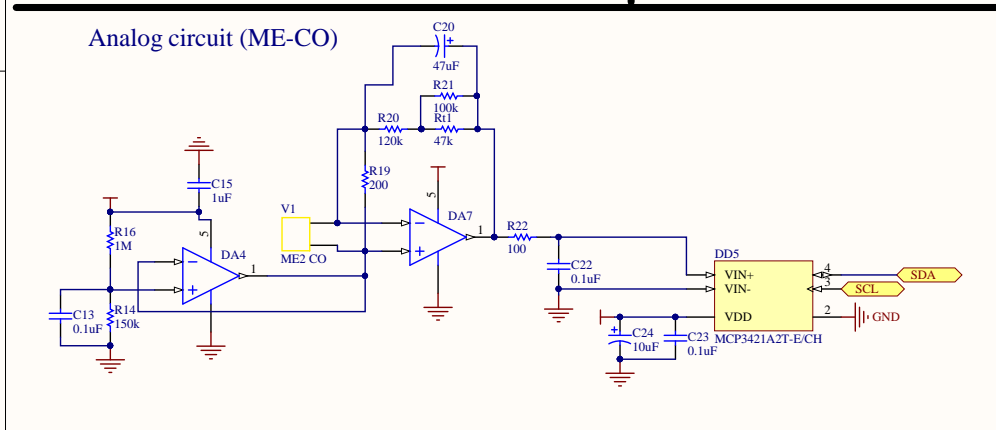 Analog circuit (ME-CO)
C20
+
47uF
R21
100k
R20
120k
Rt1
47k
R19
200
C15
1uF
V1
ME2 CO
5
DA7
1
R22
100
R16
1M
5
DA4
1
C13
0.1uF
R14
150k
C22
0.1uF
DD5
VIN+
VIN-
VDD
4
3
2
SDA
SCL
GND
MCP3421A2T-E/CH
+
C24
10uF
C23
0.1uF